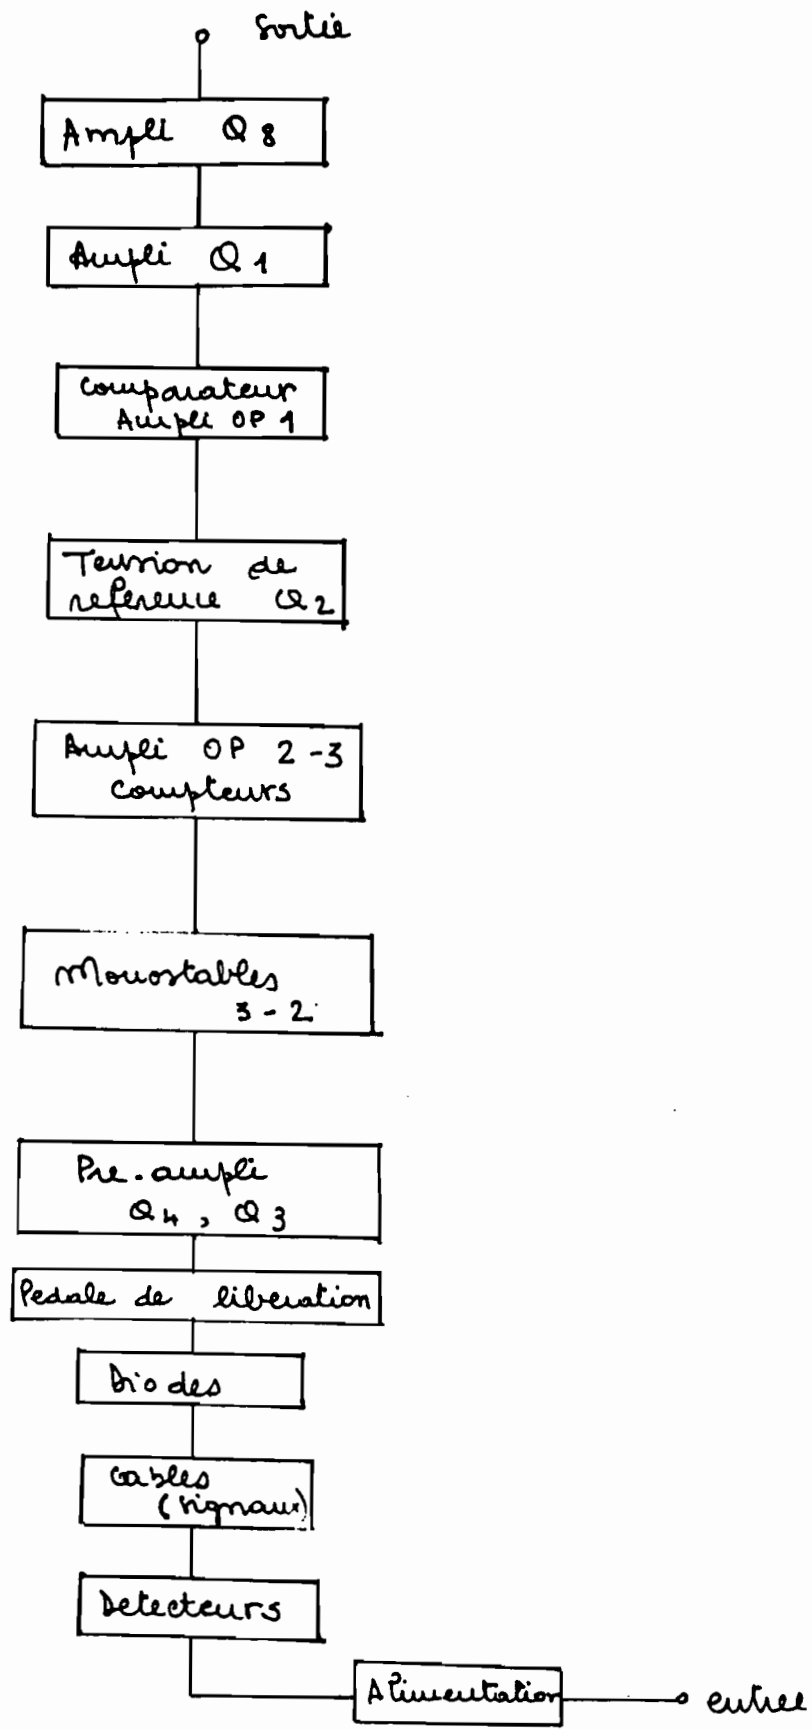 Sortie
Ampli Q8
Ampli Q1
Comparateur
Ampli OP 1
Tension de
reference Q2
Ampli OP 2-3
Compteurs
Monostables
3-2
Pre-ampli
Q4, Q3
Pedale de liberation
Diodes
Cables
(signaux)
Detecteurs
Alimentation
entree